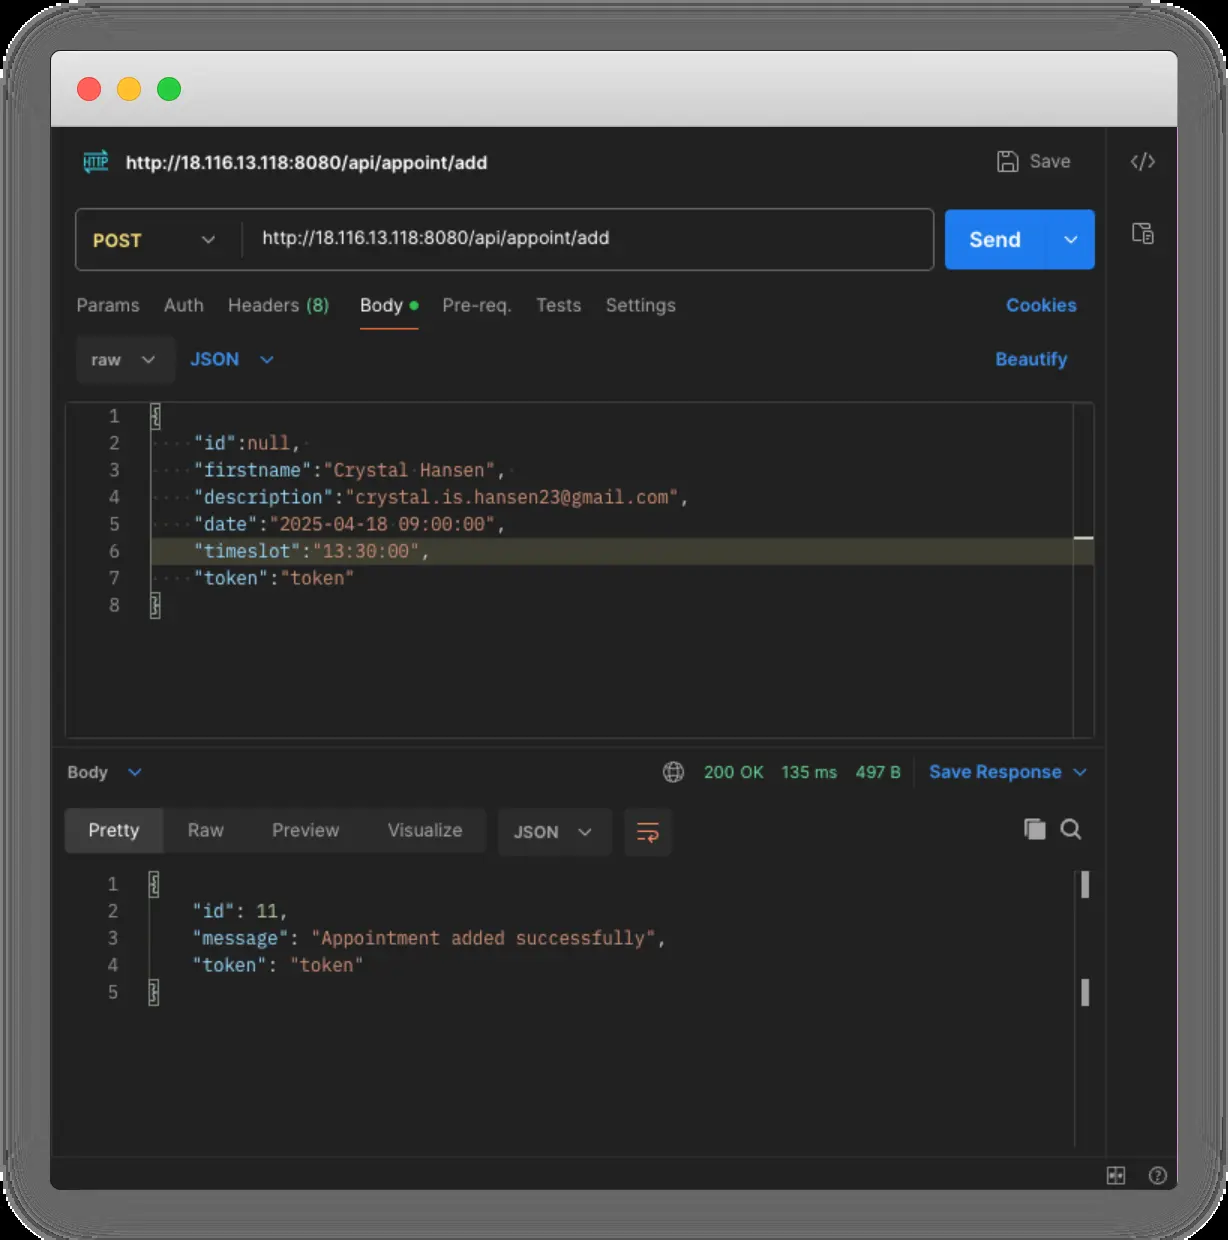 HTTP http://18.116.13.118:8080/api/appoint/add Save </>
POST http://18.116.13.118:8080/api/appoint/add Send
Params Auth Headers (8) Body Pre-req. Tests Settings Cookies
raw JSON Beautify
1 {
2 "id":null,
3 "firstname":"Crystal Hansen",
4 "description":"crystal.is.hansen23@gmail.com",
5 "date":"2025-04-18 09:00:00",
6 "timeslot":"13:30:00",
7 "token":"token"
8 }
Body 200 OK 135 ms 497 B Save Response
Pretty Raw Preview Visualize JSON
1 {
2 "id": 11,
3 "message": "Appointment added successfully",
4 "token": "token"
5 }